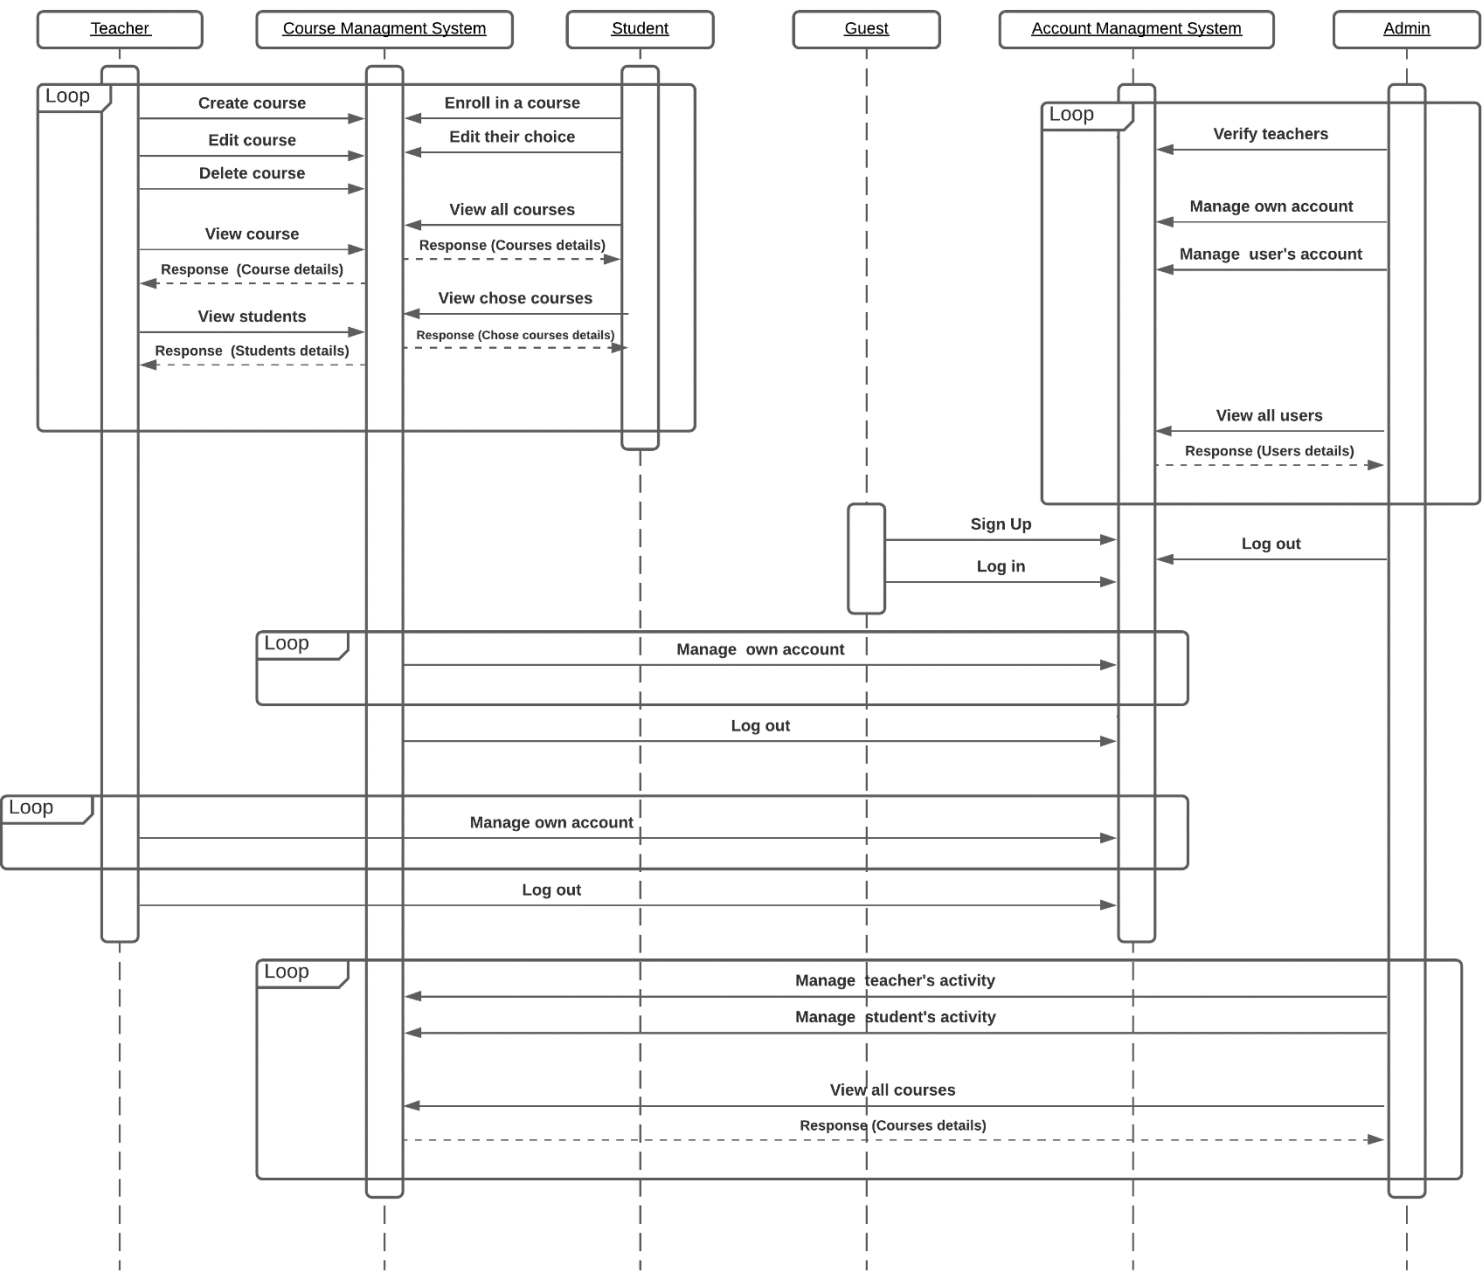 Teacher
Course Managment System
Student
Guest
Account Managment System
Admin
Loop
Create course
Enroll in a course
Edit course
Edit their choice
Delete course
View all courses
View course
Response (Courses details)
Response  (Course details)
View chose courses
View students
Response (Chose courses details)
Response  (Students details)
Loop
Verify teachers
Manage own account
Manage  user's account
View all users
Response (Users details)
Sign Up
Log out
Log in
Loop
Manage  own account
Log out
Loop
Manage own account
Log out
Loop
Manage  teacher's activity
Manage  student's activity
View all courses
Response (Courses details)